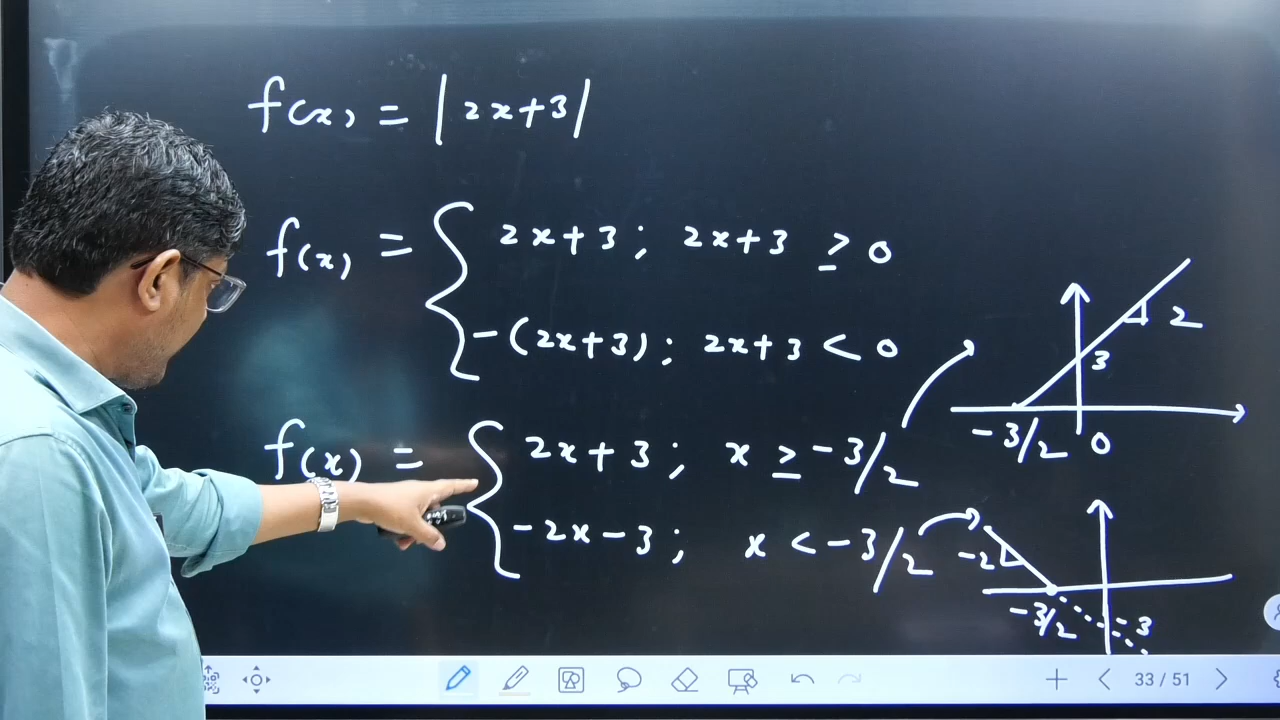 f(x) = |2x+3|
f(x) = { 2x+3 ; 2x+3 ≥ 0
-(2x+3) ; 2x+3 < 0
f(x) = { 2x+3 ; x ≥ -3/2
-2x-3 ; x < -3/2
2
3
-3/2 0
-2
-3/2
-3
33 / 51